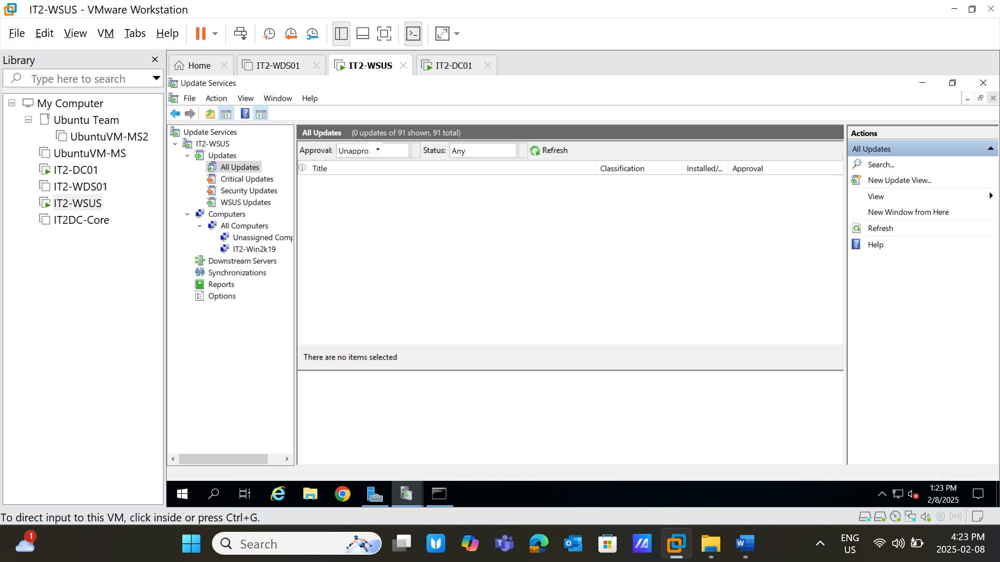 IT2-WSUS - VMware Workstation
File Edit View VM Tabs Help
Library
Type here to search
My Computer
Ubuntu Team
UbuntuVM-MS2
UbuntuVM-MS
IT2-DC01
IT2-WDS01
IT2-WSUS
IT2DC-Core
Home
IT2-WDS01
IT2-WSUS
IT2-DC01
Update Services
File Action View Window Help
Update Services
IT2-WSUS
Updates
All Updates
Critical Updates
Security Updates
WSUS Updates
Computers
All Computers
Unassigned Comp
IT2-Win2k19
Downstream Servers
Synchronizations
Reports
Options
All Updates (0 updates of 91 shown, 91 total)
Approval: Unappro Status: Any Refresh
Title Classification Installed/... Approval
There are no items selected
Actions
All Updates
Search...
New Update View...
View
New Window from Here
Refresh
Help
1:23 PM
2/8/2025
To direct input to this VM, click inside or press Ctrl+G.
1
Search
ENG
US
4:23 PM
2025-02-08